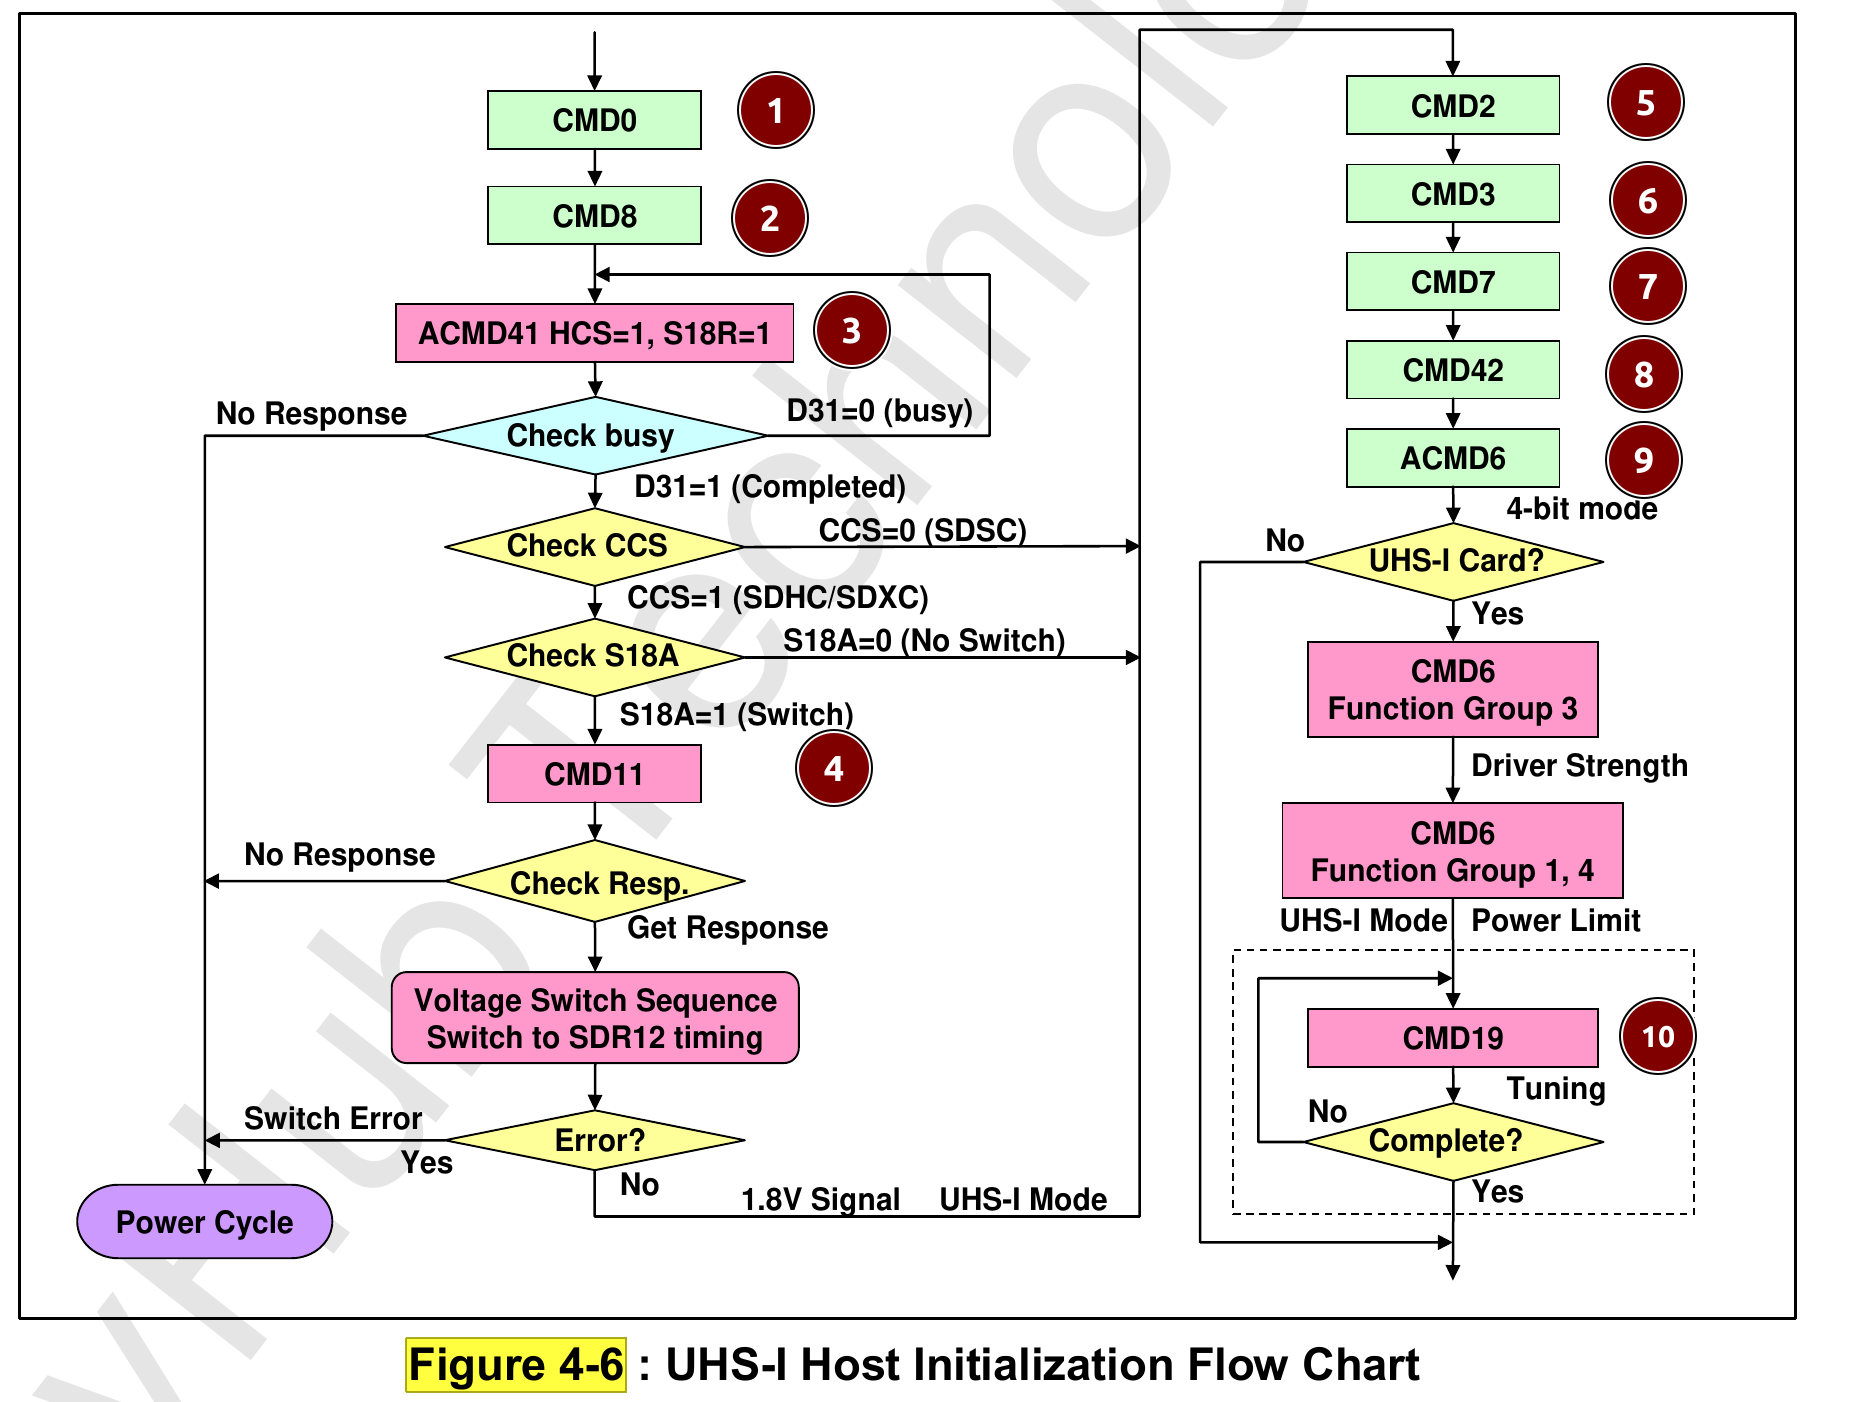 CMD0
1
CMD8
2
ACMD41 HCS=1, S18R=1
3
No Response
Check busy
D31=0 (busy)
D31=1 (Completed)
Check CCS
CCS=0 (SDSC)
CCS=1 (SDHC/SDXC)
Check S18A
S18A=0 (No Switch)
S18A=1 (Switch)
CMD11
4
No Response
Check Resp.
Get Response
Voltage Switch Sequence
Switch to SDR12 timing
Switch Error
Error?
Yes
No
1.8V Signal UHS-I Mode
Power Cycle
CMD2
5
CMD3
6
CMD7
7
CMD42
8
ACMD6
9
4-bit mode
No
UHS-I Card?
Yes
CMD6
Function Group 3
Driver Strength
CMD6
Function Group 1, 4
UHS-I Mode Power Limit
CMD19
10
Tuning
No
Complete?
Yes
Figure 4-6 : UHS-I Host Initialization Flow Chart